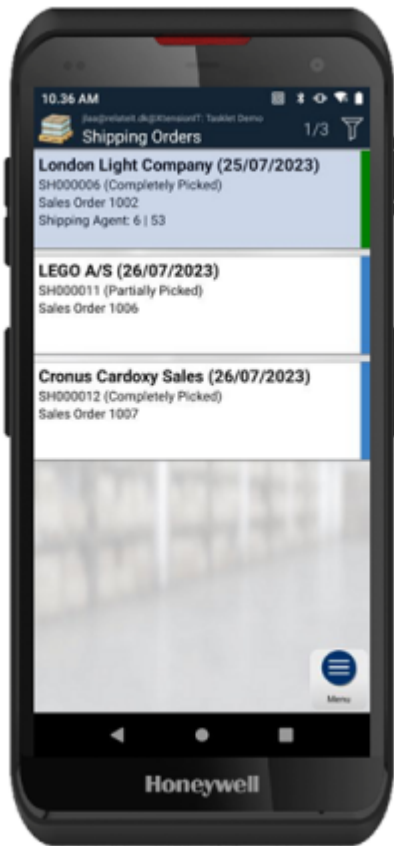 10.36 AM
Shipping Orders
1/3
London Light Company (25/07/2023)
SH000006 (Completely Picked)
Sales Order 1002
Shipping Agent: 6 | 53
LEGO A/S (26/07/2023)
SH000011 (Partially Picked)
Sales Order 1006
Cronus Cardoxy Sales (26/07/2023)
SH000012 (Completely Picked)
Sales Order 1007
Menu
Honeywell